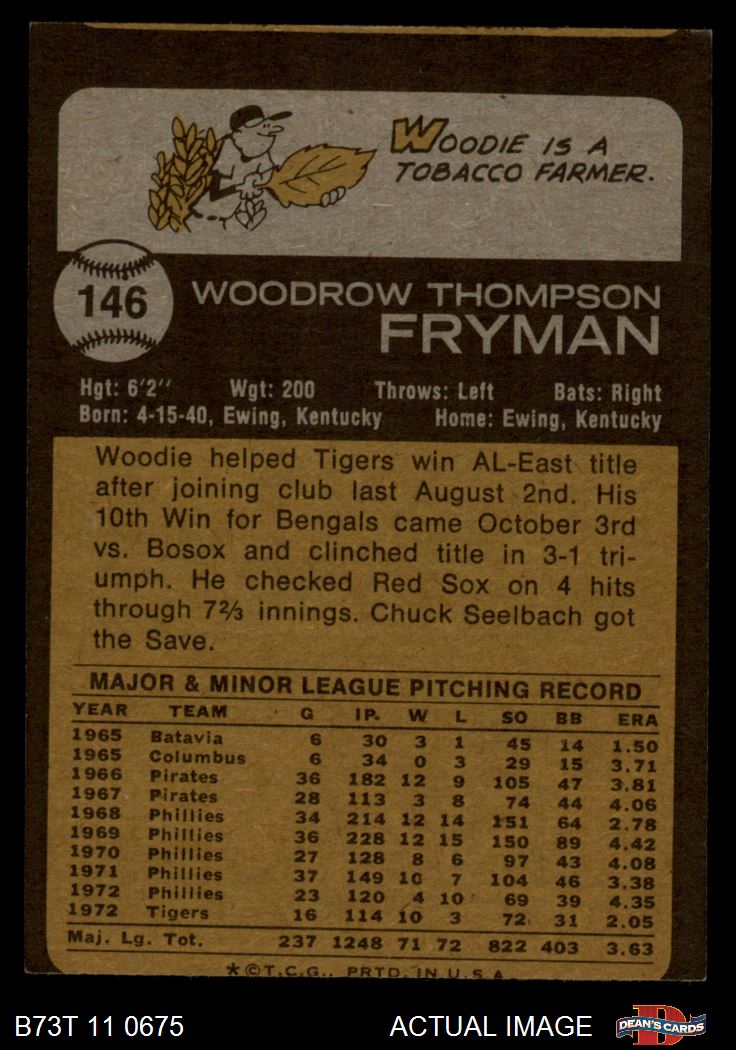 WOODIE IS A
TOBACCO FARMER.
146
WOODROW THOMPSON
FRYMAN
Hgt: 6'2" Wgt: 200 Throws: Left Bats: Right
Born: 4-15-40, Ewing, Kentucky Home: Ewing, Kentucky
Woodie helped Tigers win AL-East title
after joining club last August 2nd. His
10th Win for Bengals came October 3rd
vs. Bosox and clinched title in 3-1 tri-
umph. He checked Red Sox on 4 hits
through 7⅔ innings. Chuck Seelbach got
the Save.
MAJOR & MINOR LEAGUE PITCHING RECORD
YEAR TEAM G IP. W L SO BB ERA
1965 Batavia 6 30 3 1 45 14 1.50
1965 Columbus 6 34 0 3 29 15 3.71
1966 Pirates 36 182 12 9 105 47 3.81
1967 Pirates 28 113 3 8 74 44 4.06
1968 Phillies 34 214 12 14 151 64 2.78
1969 Phillies 36 228 12 15 150 89 4.42
1970 Phillies 27 128 8 6 97 43 4.08
1971 Phillies 37 149 10 7 104 46 3.38
1972 Phillies 23 120 4 10 69 39 4.35
1972 Tigers 16 114 10 3 72 31 2.05
Maj. Lg. Tot. 237 1248 71 72 822 403 3.63
*©T.C.G., PRTD. IN U.S.A.
B73T 11 0675 ACTUAL IMAGE
D
DEAN'S CARDS